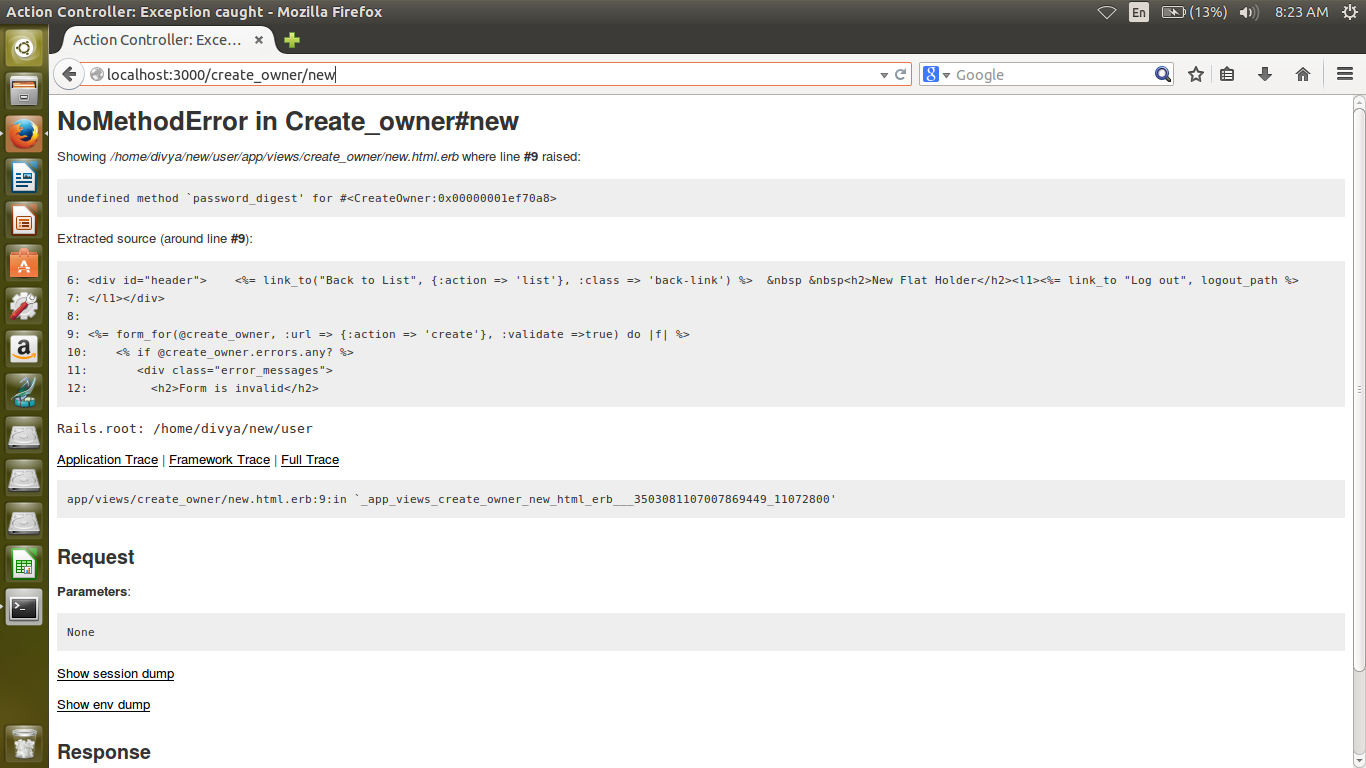 Action Controller: Exception caught - Mozilla Firefox
En
(13%)
8:23 AM
Action Controller: Exce...
localhost:3000/create_owner/new
Google
NoMethodError in Create_owner#new
Showing /home/divya/new/user/app/views/create_owner/new.html.erb where line #9 raised:
undefined method `password_digest' for #<CreateOwner:0x00000001ef70a8>
Extracted source (around line #9):
6: <div id="header">    <%= link_to("Back to List", {:action => 'list'}, :class => 'back-link') %>  &nbsp &nbsp<h2>New Flat Holder</h2><l1><%= link_to "Log out", logout_path %>
7: </l1></div>
8:
9: <%= form_for(@create_owner, :url => {:action => 'create'}, :validate =>true) do |f| %>
10:    <% if @create_owner.errors.any? %>
11:       <div class="error_messages">
12:         <h2>Form is invalid</h2>
Rails.root: /home/divya/new/user
Application Trace | Framework Trace | Full Trace
app/views/create_owner/new.html.erb:9:in `_app_views_create_owner_new_html_erb___3503081107007869449_11072800'
Request
Parameters:
None
Show session dump
Show env dump
Response